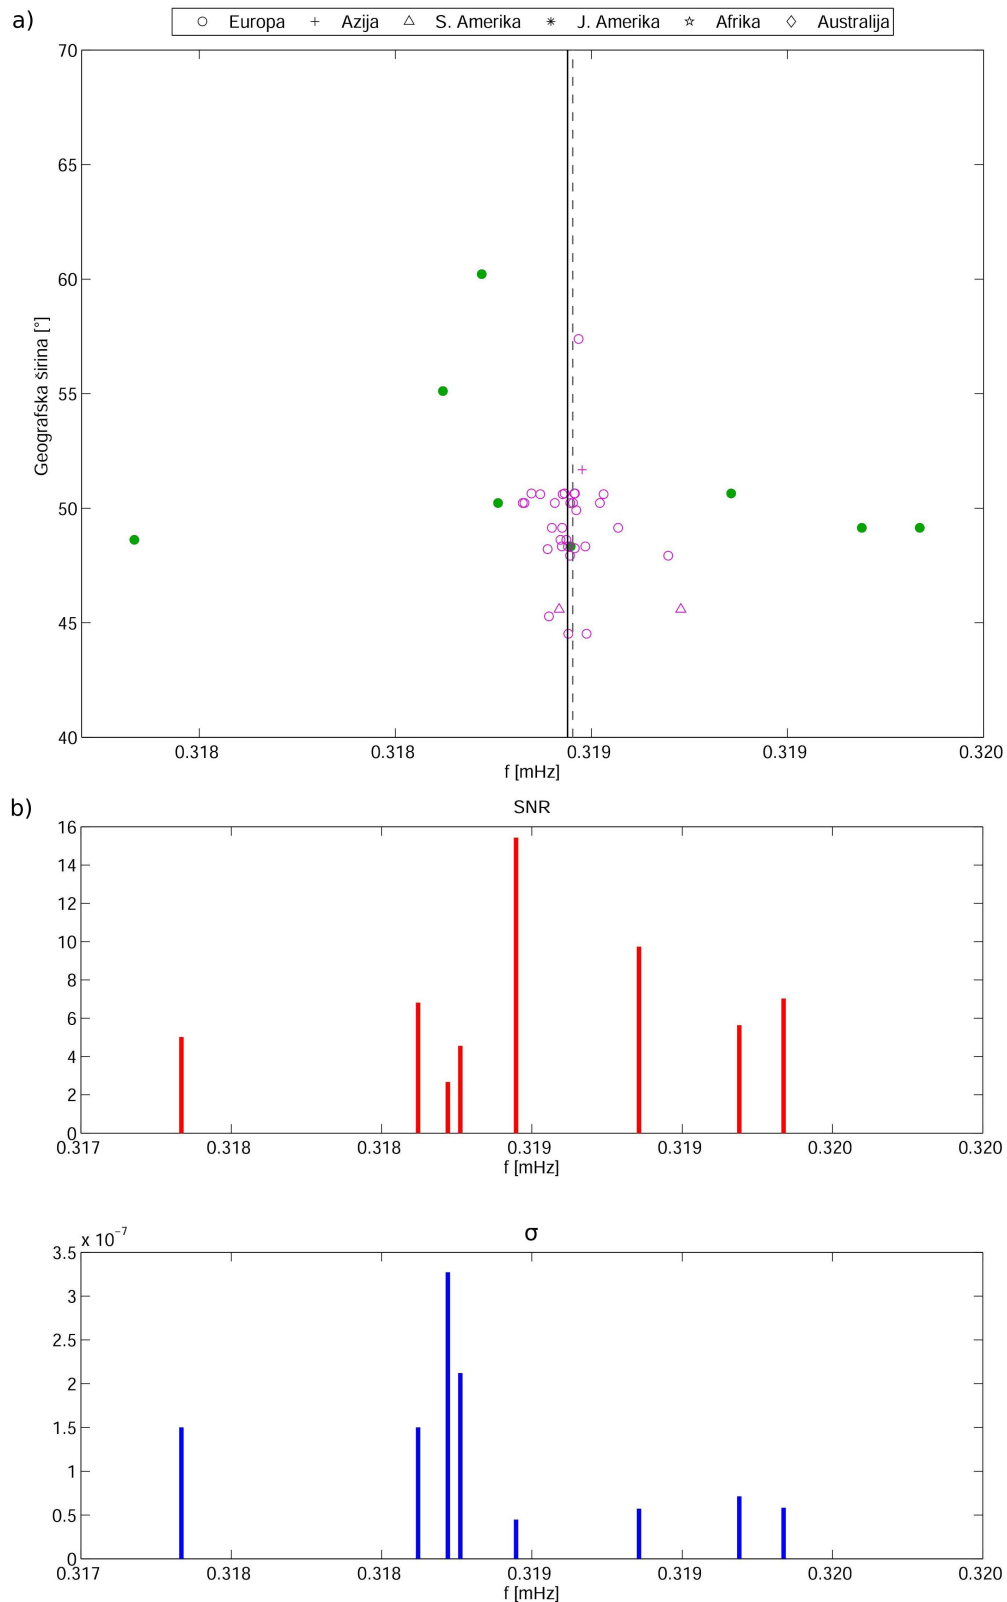 a)
Europa Azija S. Amerika J. Amerika Afrika Australija
70
65
60
55
50
45
40
Geografska širina [°]
0.318 0.318 0.319 0.319 0.320
f [mHz]
b)
SNR
16
14
12
10
8
6
4
2
0
0.317 0.318 0.318 0.319 0.319 0.320 0.320
f [mHz]
x 10⁻⁷
σ
3.5
3
2.5
2
1.5
1
0.5
0
0.317 0.318 0.318 0.319 0.319 0.320 0.320
f [mHz]